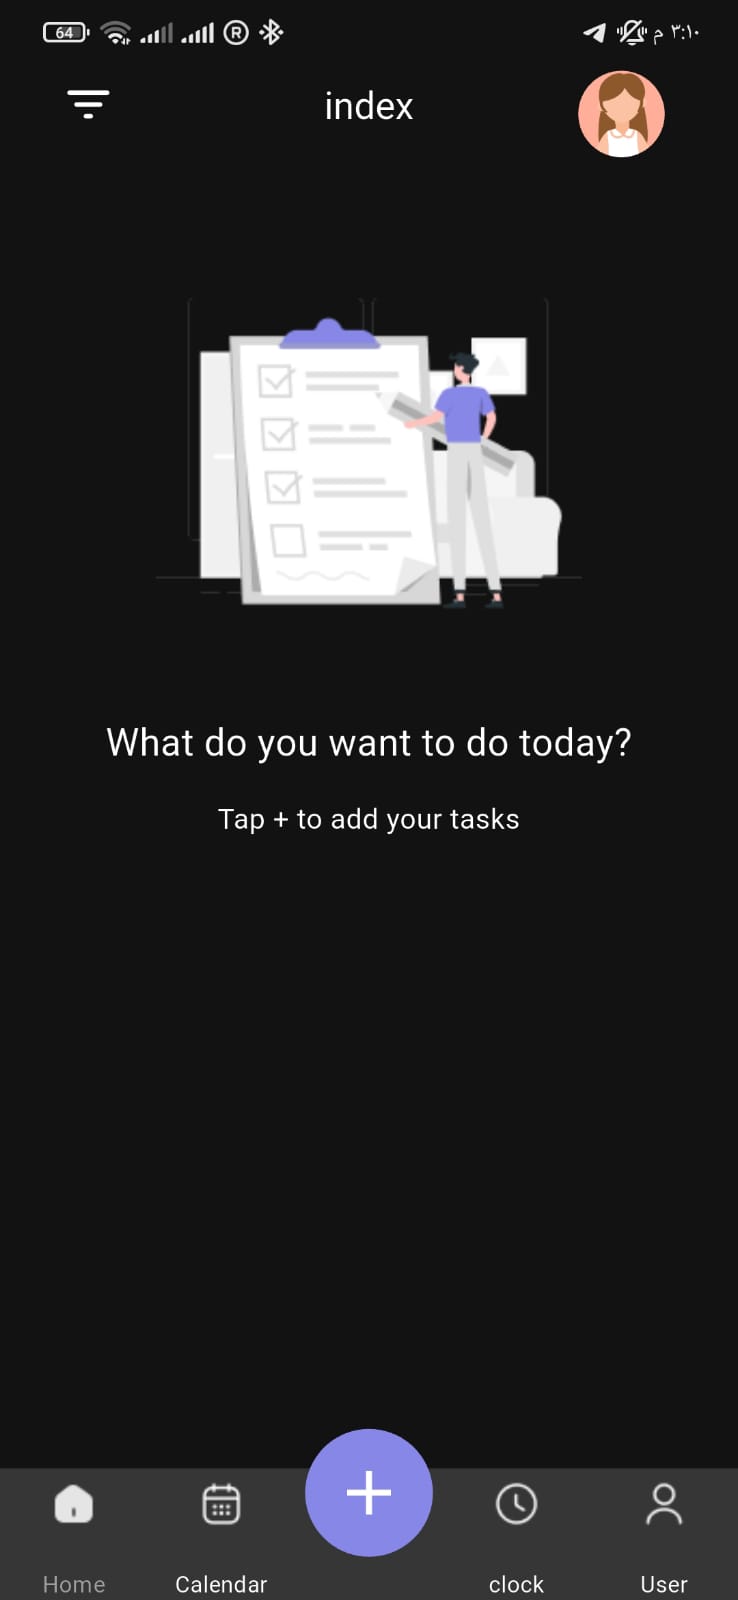 64 R م ٣:١٠
index
What do you want to do today?
Tap + to add your tasks
Home Calendar clock User